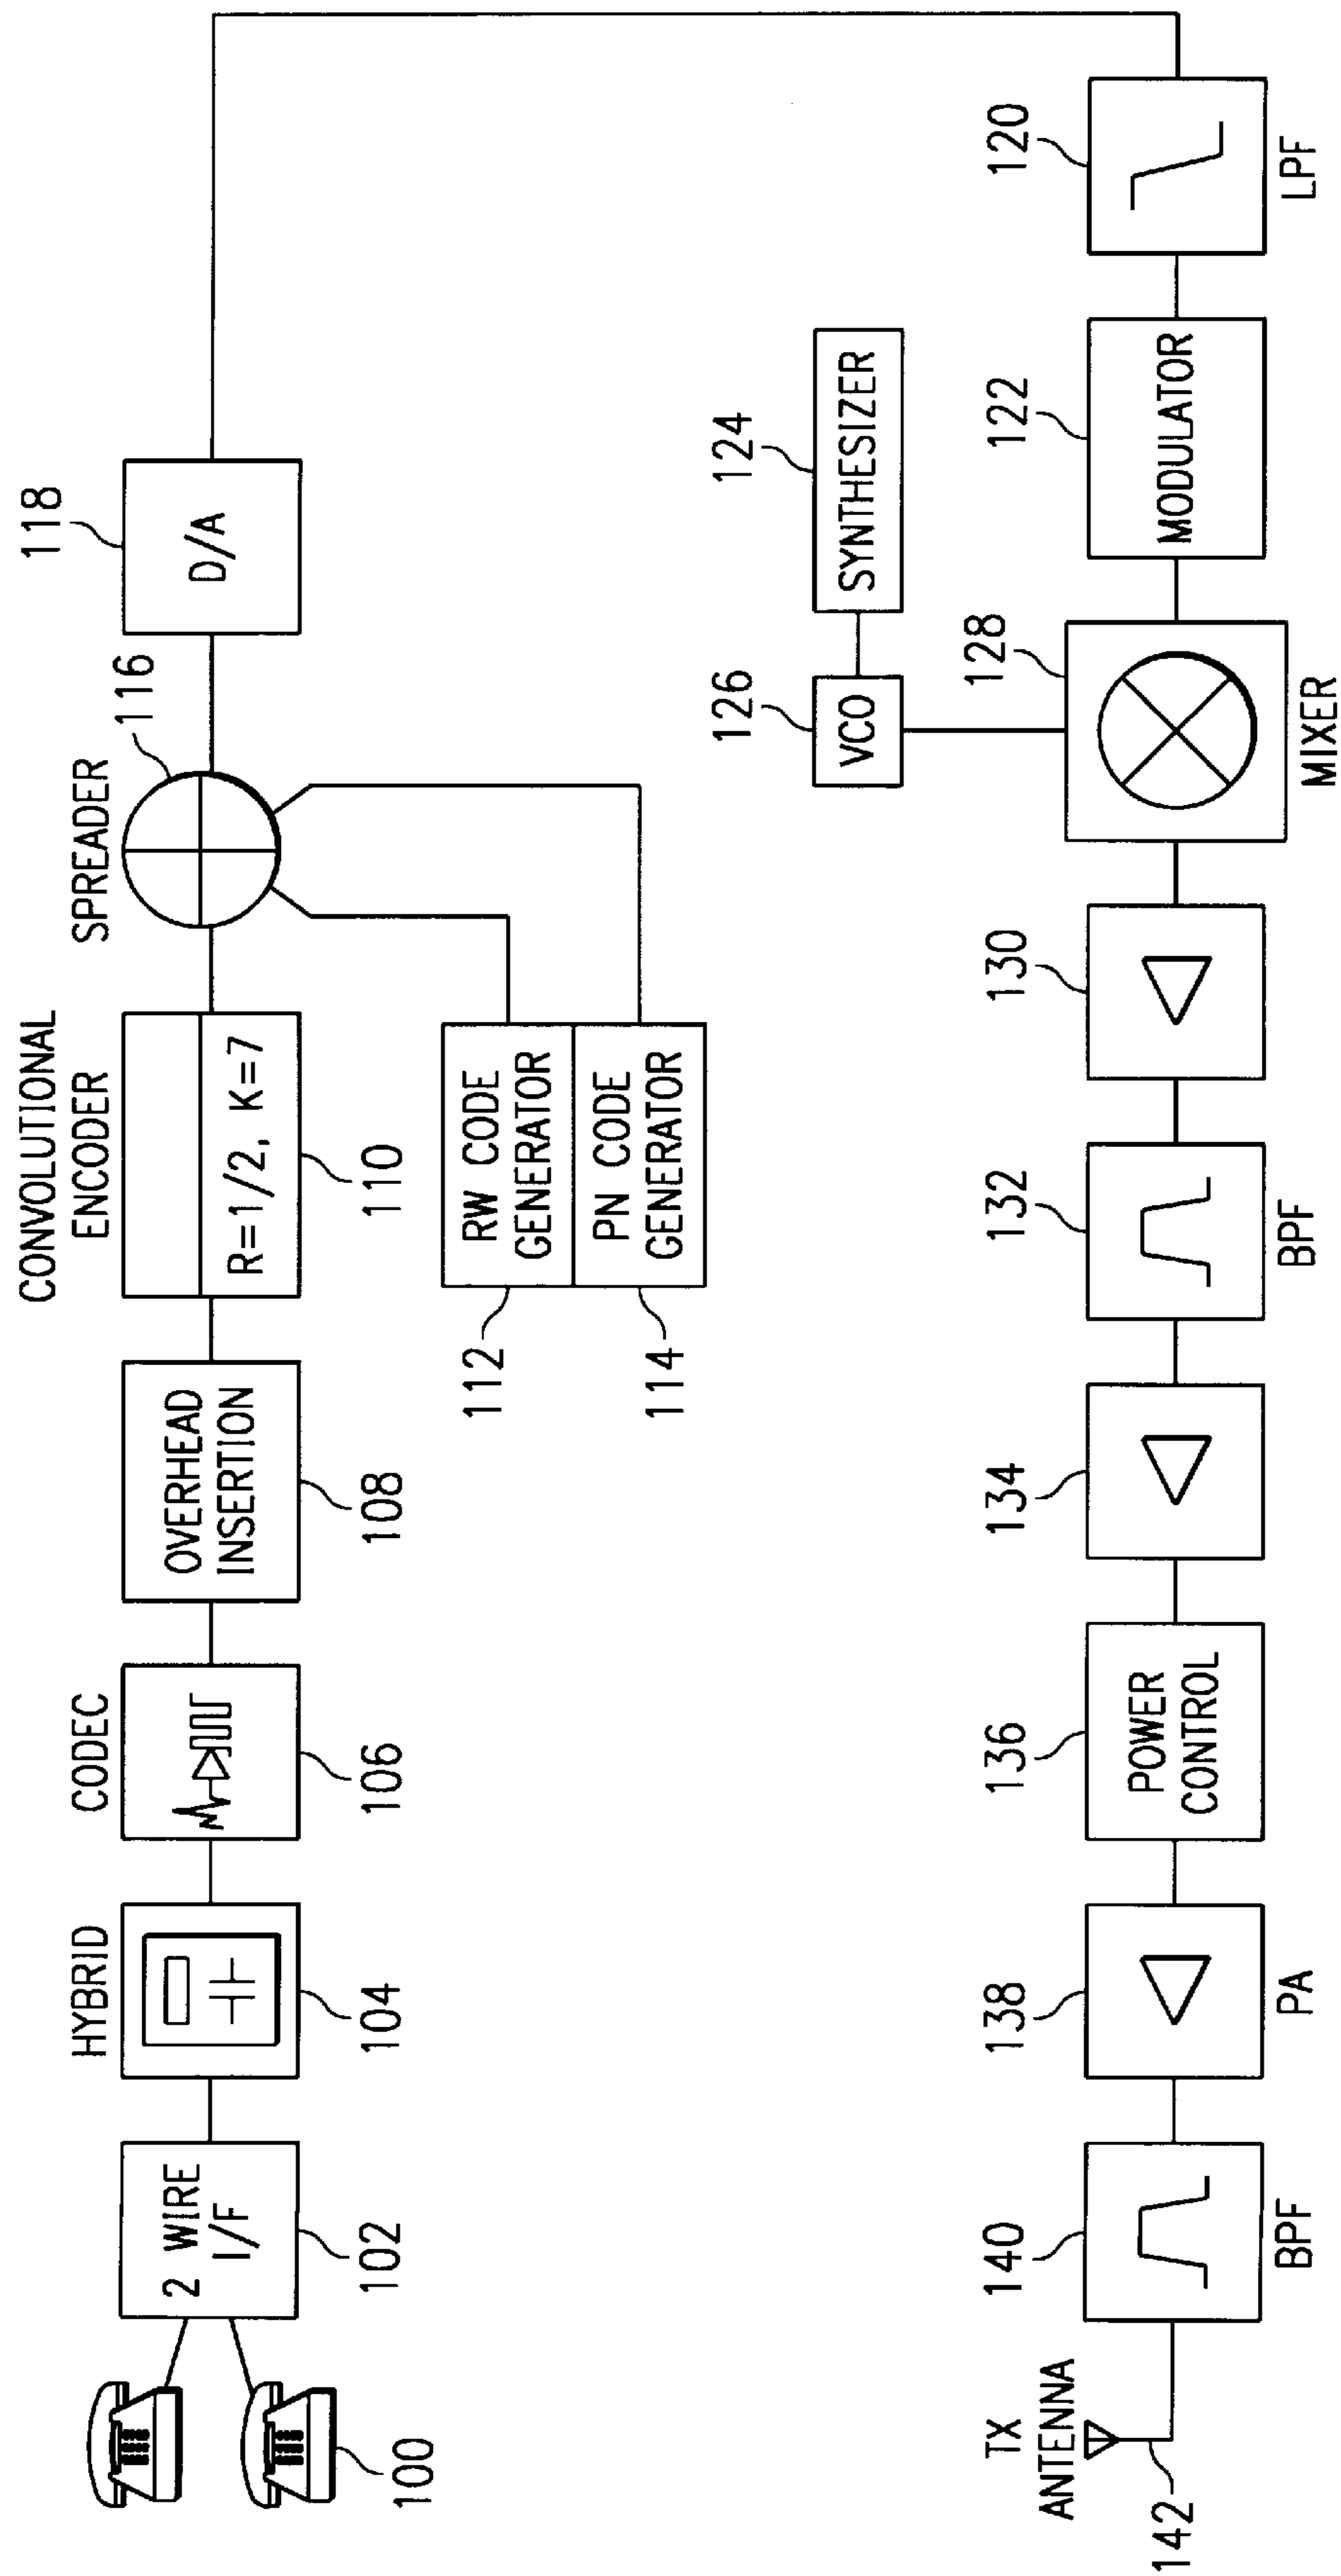 100
2 WIRE
I/F
102
HYBRID
104
CODEC
106
OVERHEAD
INSERTION
108
CONVOLUTIONAL
ENCODER
R=1/2, K=7
110
RW CODE
GENERATOR
112
PN CODE
GENERATOR
114
SPREADER
116
118
D/A
TX
ANTENNA
142
140
BPF
138
PA
136
POWER
CONTROL
134
132
BPF
130
128
MIXER
126
VCO
124
SYNTHESIZER
122
MODULATOR
120
LPF